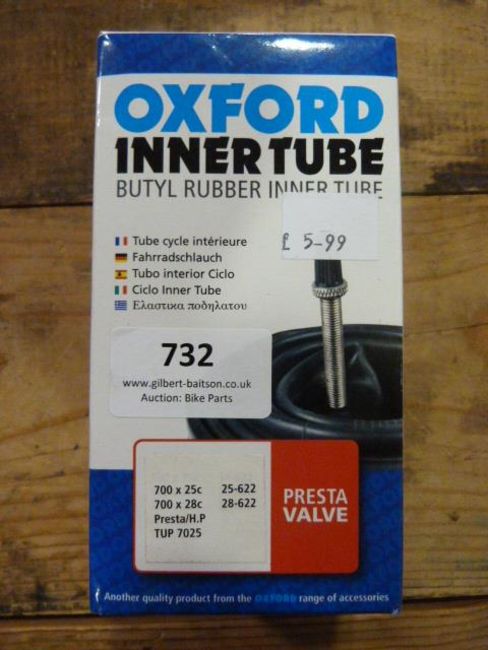 OXFORD
INNER TUBE
BUTYL RUBBER INNER TUBE
£ 5-99
Tube cycle intérieure
Fahrradschlauch
Tubo interior Ciclo
Ciclo Inner Tube
Ελαστικα ποδηλατου
732
www.gilbert-baitson.co.uk
Auction: Bike Parts
700 x 25c 25-622
700 x 28c 28-622
Presta/H.P
TUP 7025
PRESTA
VALVE
Another quality product from the OXFORD range of accessories